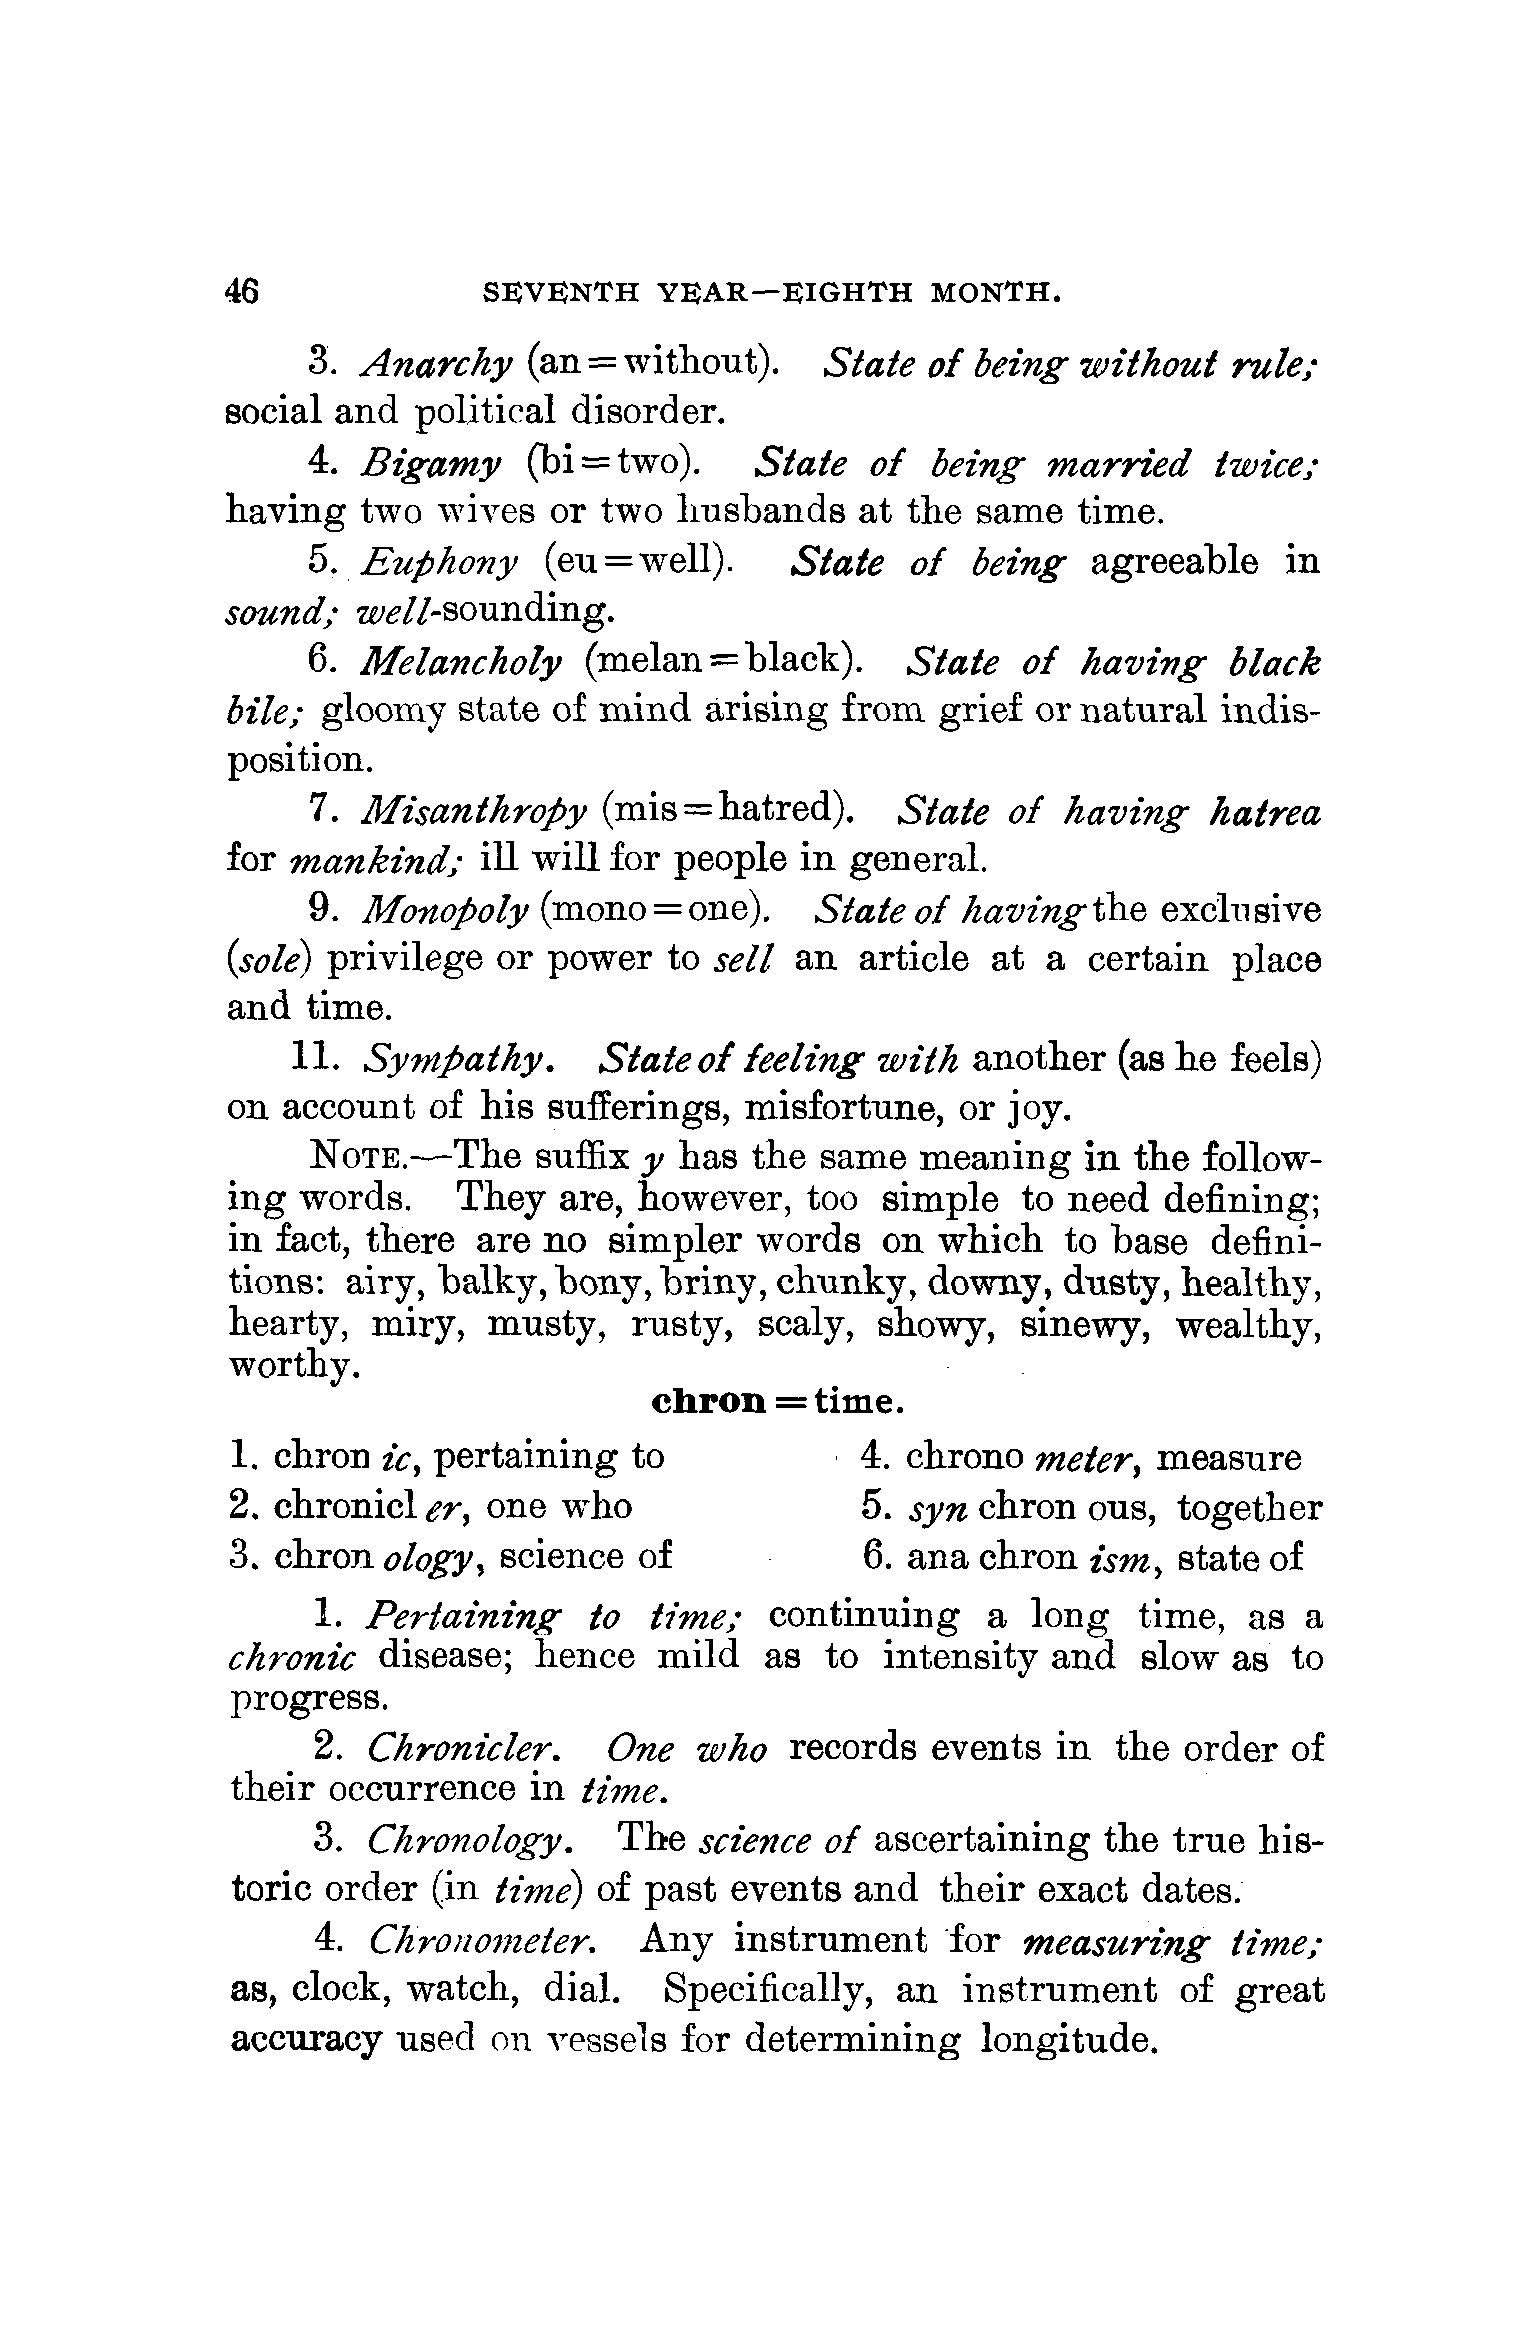 46 SEVENTH YEAR—EIGHTH MONTH.
3. Anarchy (an = without). State of being without rule;
social and political disorder.
4. Bigamy (bi = two). State of being married twice;
having two wives or two husbands at the same time.
5. Euphony (eu = well). State of being agreeable in
sound; well-sounding.
6. Melancholy (melan = black). State of having black
bile; gloomy state of mind arising from grief or natural indis-
position.
7. Misanthropy (mis = hatred). State of having hatrea
for mankind; ill will for people in general.
9. Monopoly (mono = one). State of having the exclusive
(sole) privilege or power to sell an article at a certain place
and time.
11. Sympathy. State of feeling with another (as he feels)
on account of his sufferings, misfortune, or joy.
NOTE.—The suffix y has the same meaning in the follow-
ing words. They are, however, too simple to need defining;
in fact, there are no simpler words on which to base defini-
tions: airy, balky, bony, briny, chunky, downy, dusty, healthy,
hearty, miry, musty, rusty, scaly, showy, sinewy, wealthy,
worthy.
chron = time.
1. chron ic, pertaining to
2. chronicl er, one who
3. chron ology, science of
4. chrono meter, measure
5. syn chron ous, together
6. ana chron ism, state of
1. Pertaining to time; continuing a long time, as a
chronic disease; hence mild as to intensity and slow as to
progress.
2. Chronicler. One who records events in the order of
their occurrence in time.
3. Chronology. The science of ascertaining the true his-
toric order (in time) of past events and their exact dates.
4. Chronometer. Any instrument for measuring time;
as, clock, watch, dial. Specifically, an instrument of great
accuracy used on vessels for determining longitude.